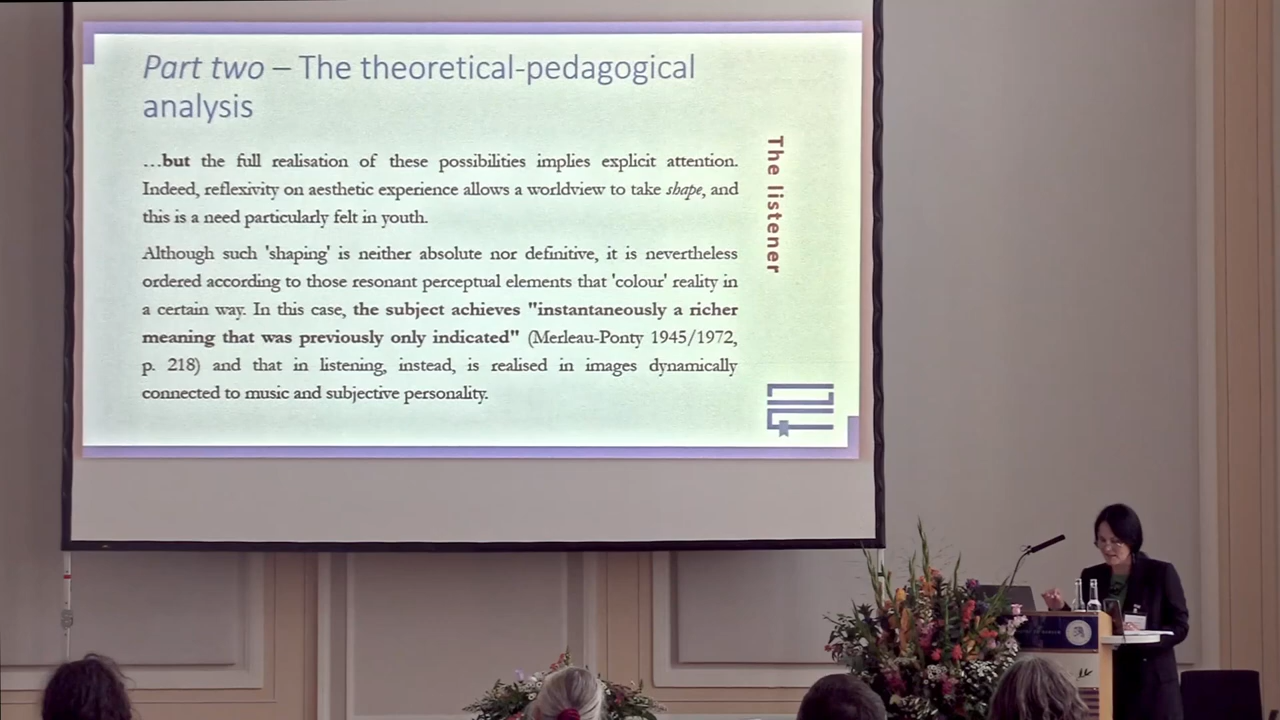 Part two – The theoretical-pedagogical
analysis
…but the full realisation of these possibilities implies explicit attention.
Indeed, reflexivity on aesthetic experience allows a worldview to take shape, and
this is a need particularly felt in youth.
Although such 'shaping' is neither absolute nor definitive, it is nevertheless
ordered according to those resonant perceptual elements that 'colour' reality in
a certain way. In this case, the subject achieves "instantaneously a richer
meaning that was previously only indicated" (Merleau-Ponty 1945/1972,
p. 218) and that in listening, instead, is realised in images dynamically
connected to music and subjective personality.
The listener